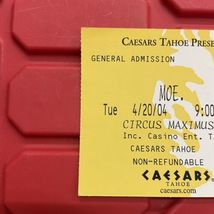 CAESARS TAHOE PRESE
GENERAL ADMISSION
MOE.
Tue 4/20/04 9:00
CIRCUS MAXIMUS
Inc. Casino Ent. T
CAESARS TAHOE
NON-REFUNDABLE
CAESARS
TAHOE
caesars.com